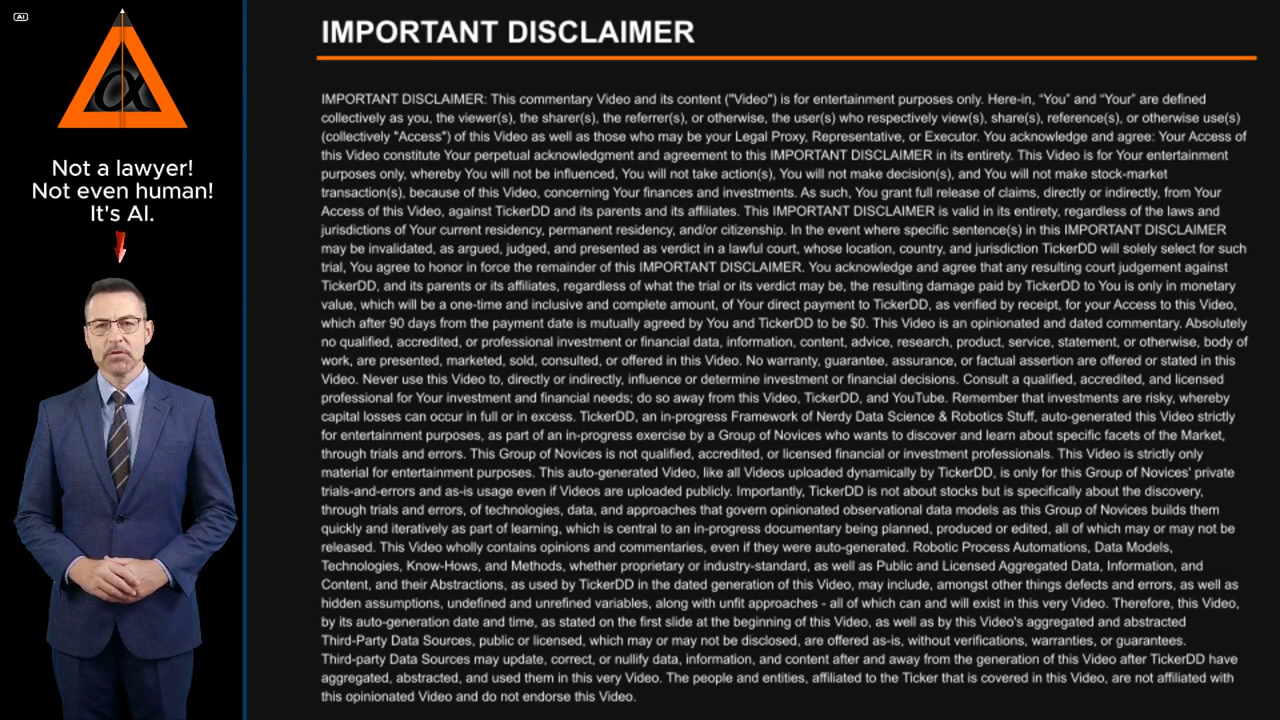 AI
α
Not a lawyer!
Not even human!
It's AI.
IMPORTANT DISCLAIMER
IMPORTANT DISCLAIMER: This commentary Video and its content ("Video") is for entertainment purposes only. Here-in, “You” and “Your” are defined
collectively as you, the viewer(s), the sharer(s), the referrer(s), or otherwise, the user(s) who respectively view(s), share(s), reference(s), or otherwise use(s)
(collectively "Access") of this Video as well as those who may be your Legal Proxy, Representative, or Executor. You acknowledge and agree: Your Access of
this Video constitute Your perpetual acknowledgment and agreement to this IMPORTANT DISCLAIMER in its entirety. This Video is for Your entertainment
purposes only, whereby You will not be influenced, You will not take action(s), You will not make decision(s), and You will not make stock-market
transaction(s), because of this Video, concerning Your finances and investments. As such, You grant full release of claims, directly or indirectly, from Your
Access of this Video, against TickerDD and its parents and its affiliates. This IMPORTANT DISCLAIMER is valid in its entirety, regardless of the laws and
jurisdictions of Your current residency, permanent residency, and/or citizenship. In the event where specific sentence(s) in this IMPORTANT DISCLAIMER
may be invalidated, as argued, judged, and presented as verdict in a lawful court, whose location, country, and jurisdiction TickerDD will solely select for such
trial, You agree to honor in force the remainder of this IMPORTANT DISCLAIMER. You acknowledge and agree that any resulting court judgement against
TickerDD, and its parents or its affiliates, regardless of what the trial or its verdict may be, the resulting damage paid by TickerDD to You is only in monetary
value, which will be a one-time and inclusive and complete amount, of Your direct payment to TickerDD, as verified by receipt, for your Access to this Video,
which after 90 days from the payment date is mutually agreed by You and TickerDD to be $0. This Video is an opinionated and dated commentary. Absolutely
no qualified, accredited, or professional investment or financial data, information, content, advice, research, product, service, statement, or otherwise, body of
work, are presented, marketed, sold, consulted, or offered in this Video. No warranty, guarantee, assurance, or factual assertion are offered or stated in this
Video. Never use this Video to, directly or indirectly, influence or determine investment or financial decisions. Consult a qualified, accredited, and licensed
professional for Your investment and financial needs; do so away from this Video, TickerDD, and YouTube. Remember that investments are risky, whereby
capital losses can occur in full or in excess. TickerDD, an in-progress Framework of Nerdy Data Science & Robotics Stuff, auto-generated this Video strictly
for entertainment purposes, as part of an in-progress exercise by a Group of Novices who wants to discover and learn about specific facets of the Market,
through trials and errors. This Group of Novices is not qualified, accredited, or licensed financial or investment professionals. This Video is strictly only
material for entertainment purposes. This auto-generated Video, like all Videos uploaded dynamically by TickerDD, is only for this Group of Novices' private
trials-and-errors and as-is usage even if Videos are uploaded publicly. Importantly, TickerDD is not about stocks but is specifically about the discovery,
through trials and errors, of technologies, data, and approaches that govern opinionated observational data models as this Group of Novices builds them
quickly and iteratively as part of learning, which is central to an in-progress documentary being planned, produced or edited, all of which may or may not be
released. This Video wholly contains opinions and commentaries, even if they were auto-generated. Robotic Process Automations, Data Models,
Technologies, Know-Hows, and Methods, whether proprietary or industry-standard, as well as Public and Licensed Aggregated Data, Information, and
Content, and their Abstractions, as used by TickerDD in the dated generation of this Video, may include, amongst other things defects and errors, as well as
hidden assumptions, undefined and unrefined variables, along with unfit approaches - all of which can and will exist in this very Video. Therefore, this Video,
by its auto-generation date and time, as stated on the first slide at the beginning of this Video, as well as by this Video's aggregated and abstracted
Third-Party Data Sources, public or licensed, which may or may not be disclosed, are offered as-is, without verifications, warranties, or guarantees.
Third-party Data Sources may update, correct, or nullify data, information, and content after and away from the generation of this Video after TickerDD have
aggregated, abstracted, and used them in this very Video. The people and entities, affiliated to the Ticker that is covered in this Video, are not affiliated with
this opinionated Video and do not endorse this Video.